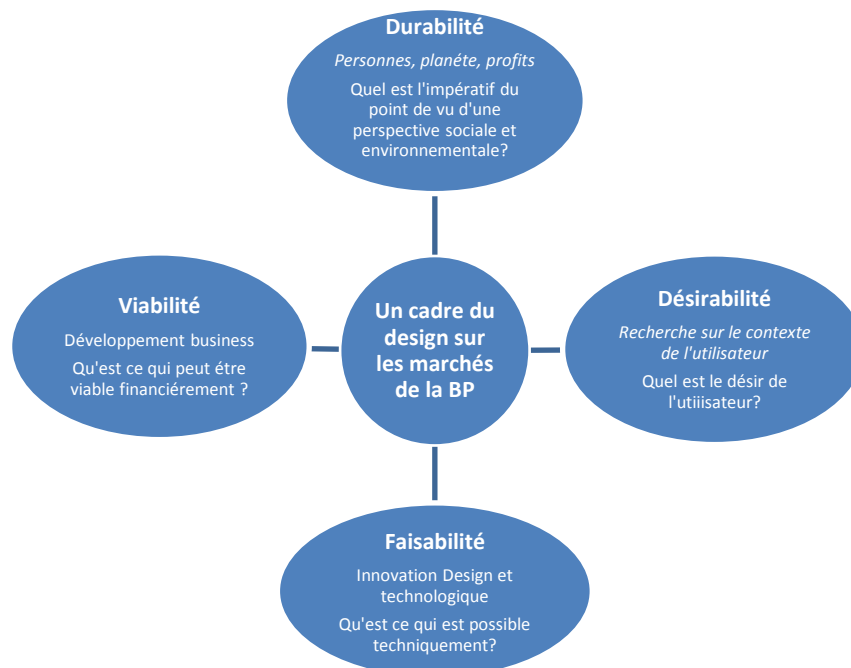 Durabilité
Personnes, planéte, profits
Quel est l'impératif du
point de vu d'une
perspective sociale et
environnementale?
Viabilité
Développement business
Qu'est ce qui peut étre
viable financiérement ?
Un cadre du
design sur
les marchés
de la BP
Désirabilité
Recherche sur le contexte
de l'utilisateur
Quel est le désir de
l'utiiisateur?
Faisabilité
Innovation Design et
technologique
Qu'est ce qui est possible
techniquement?